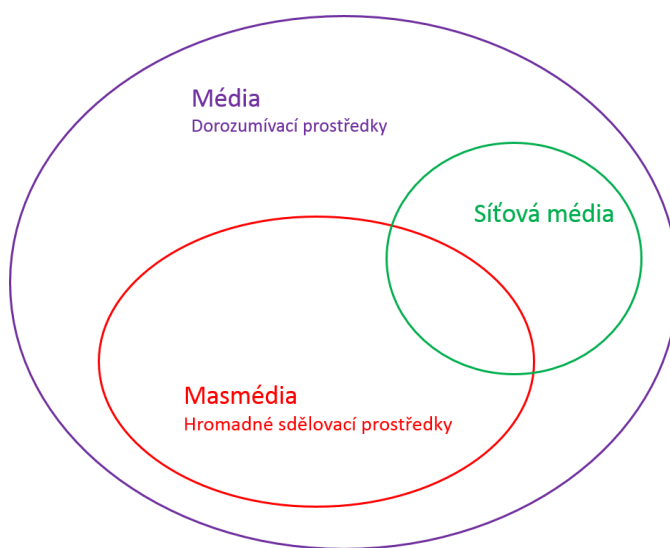 Média
Dorozumívací prostředky
Síťová média
Masmédia
Hromadné sdělovací prostředky